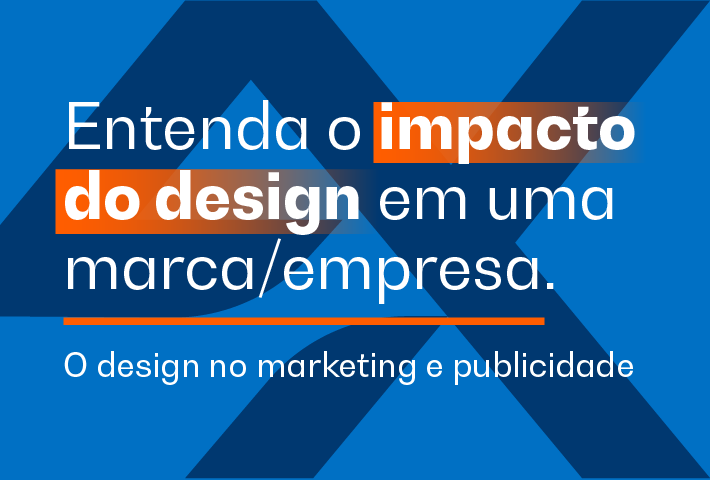 Entenda o impacto
do design em uma
marca/empresa.
O design no marketing e publicidade